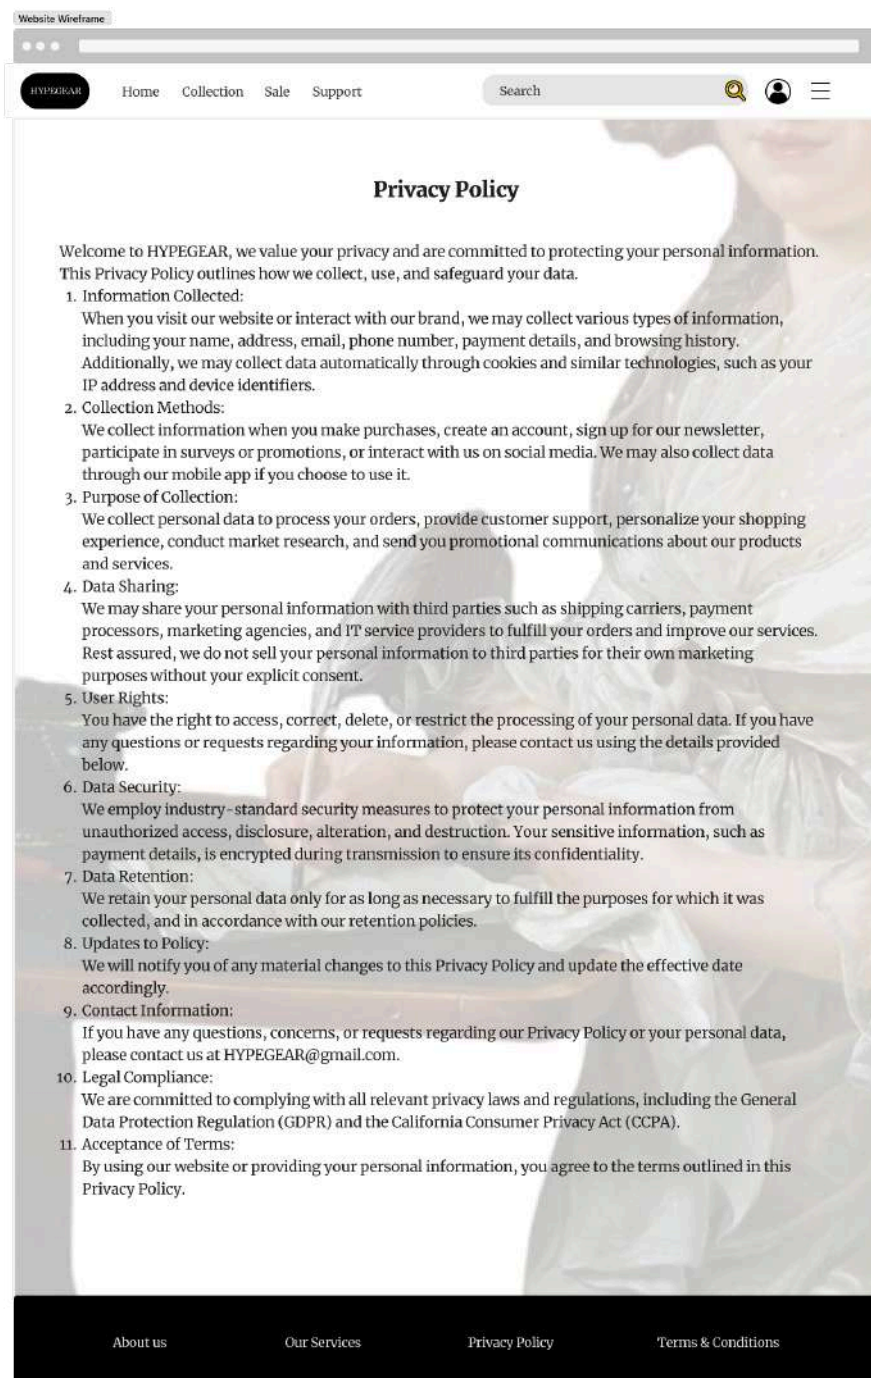 Website Wireframe
HYPEGEAR
Home
Collection
Sale
Support
Search
Privacy Policy
Welcome to HYPEGEAR, we value your privacy and are committed to protecting your personal information.
This Privacy Policy outlines how we collect, use, and safeguard your data.
1. Information Collected:
When you visit our website or interact with our brand, we may collect various types of information,
including your name, address, email, phone number, payment details, and browsing history.
Additionally, we may collect data automatically through cookies and similar technologies, such as your
IP address and device identifiers.
2. Collection Methods:
We collect information when you make purchases, create an account, sign up for our newsletter,
participate in surveys or promotions, or interact with us on social media. We may also collect data
through our mobile app if you choose to use it.
3. Purpose of Collection:
We collect personal data to process your orders, provide customer support, personalize your shopping
experience, conduct market research, and send you promotional communications about our products
and services.
4. Data Sharing:
We may share your personal information with third parties such as shipping carriers, payment
processors, marketing agencies, and IT service providers to fulfill your orders and improve our services.
Rest assured, we do not sell your personal information to third parties for their own marketing
purposes without your explicit consent.
5. User Rights:
You have the right to access, correct, delete, or restrict the processing of your personal data. If you have
any questions or requests regarding your information, please contact us using the details provided
below.
6. Data Security:
We employ industry-standard security measures to protect your personal information from
unauthorized access, disclosure, alteration, and destruction. Your sensitive information, such as
payment details, is encrypted during transmission to ensure its confidentiality.
7. Data Retention:
We retain your personal data only for as long as necessary to fulfill the purposes for which it was
collected, and in accordance with our retention policies.
8. Updates to Policy:
We will notify you of any material changes to this Privacy Policy and update the effective date
accordingly.
9. Contact Information:
If you have any questions, concerns, or requests regarding our Privacy Policy or your personal data,
please contact us at HYPEGEAR@gmail.com.
10. Legal Compliance:
We are committed to complying with all relevant privacy laws and regulations, including the General
Data Protection Regulation (GDPR) and the California Consumer Privacy Act (CCPA).
11. Acceptance of Terms:
By using our website or providing your personal information, you agree to the terms outlined in this
Privacy Policy.
About us
Our Services
Privacy Policy
Terms & Conditions